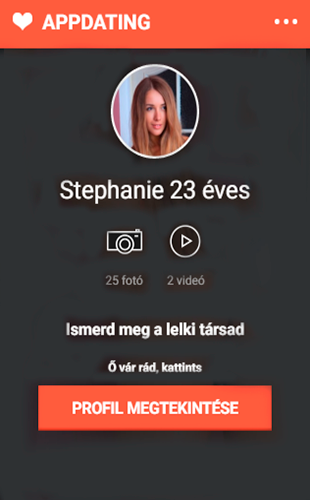 APPDATING
Stephanie 23 éves
25 fotó 2 videó
Ismerd meg a lelki társad
Ő vár rád, kattints
PROFIL MEGTEKINTÉSE